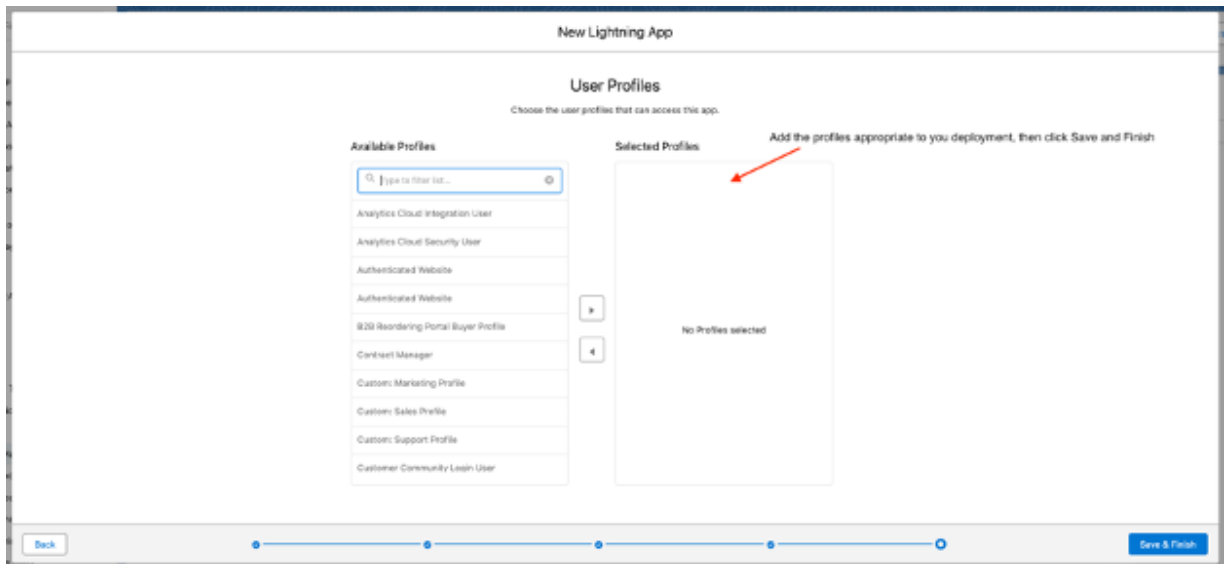 New Lightning App
User Profiles
Choose the user profiles that can access this app.
Add the profiles appropriate to you deployment, then click Save and Finish
Available Profiles
Selected Profiles
Type to filter list...
Analytics Cloud Integration User
Analytics Cloud Security User
Authenticated Website
Authenticated Website
B2B Reordering Portal Buyer Profile
Contract Manager
Custom: Marketing Profile
Custom: Sales Profile
Custom: Support Profile
Customer Community Login User
No Profiles selected
Back
Save & Finish